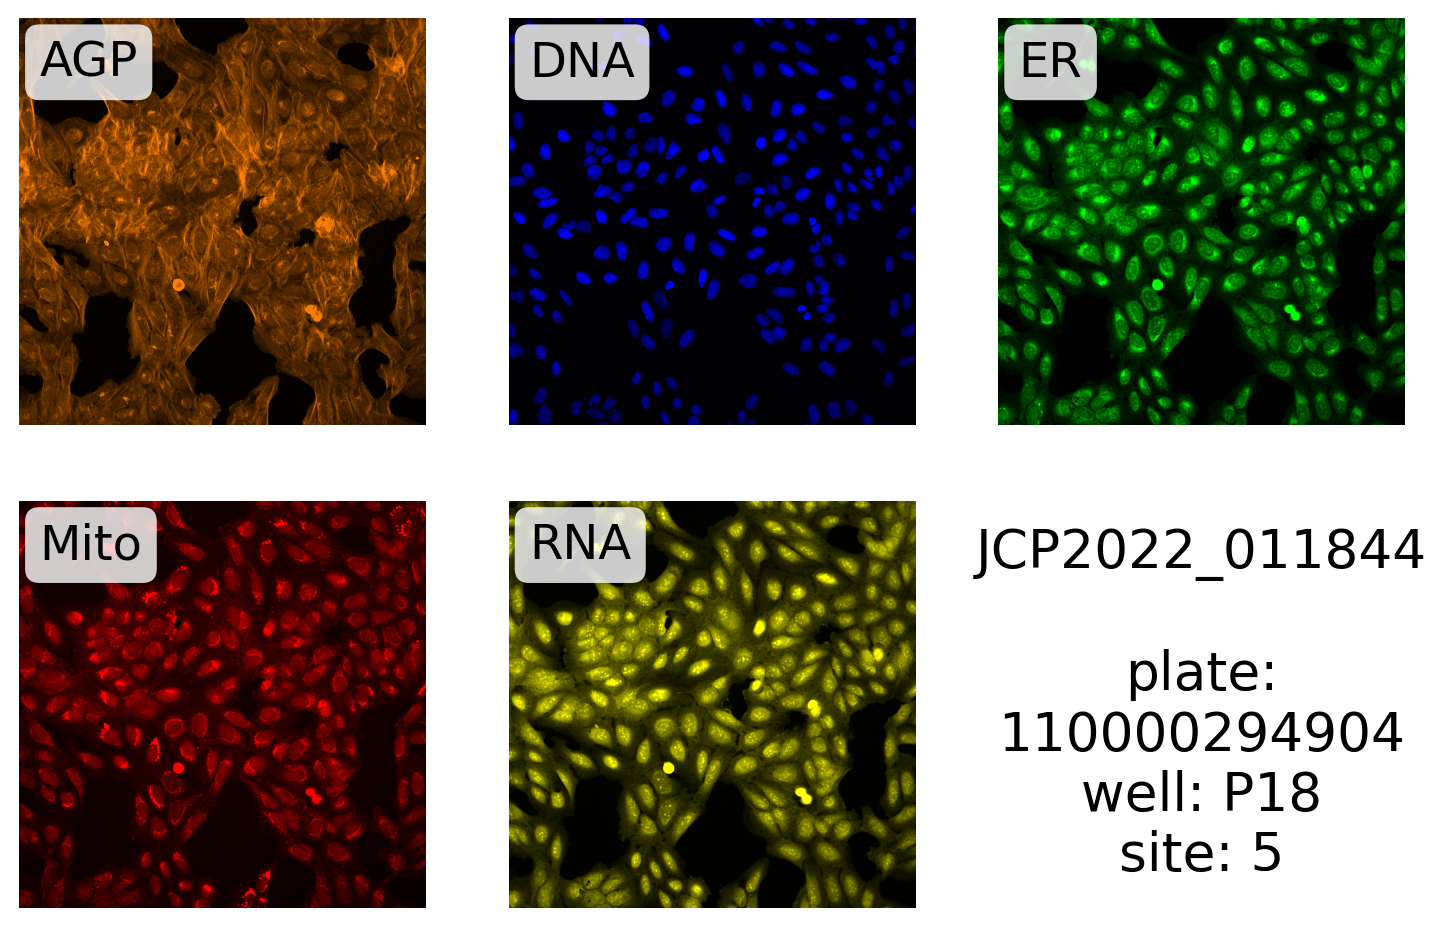 AGP
DNA
ER
Mito
RNA
JCP2022_011844
plate:
110000294904
well: P18
site: 5